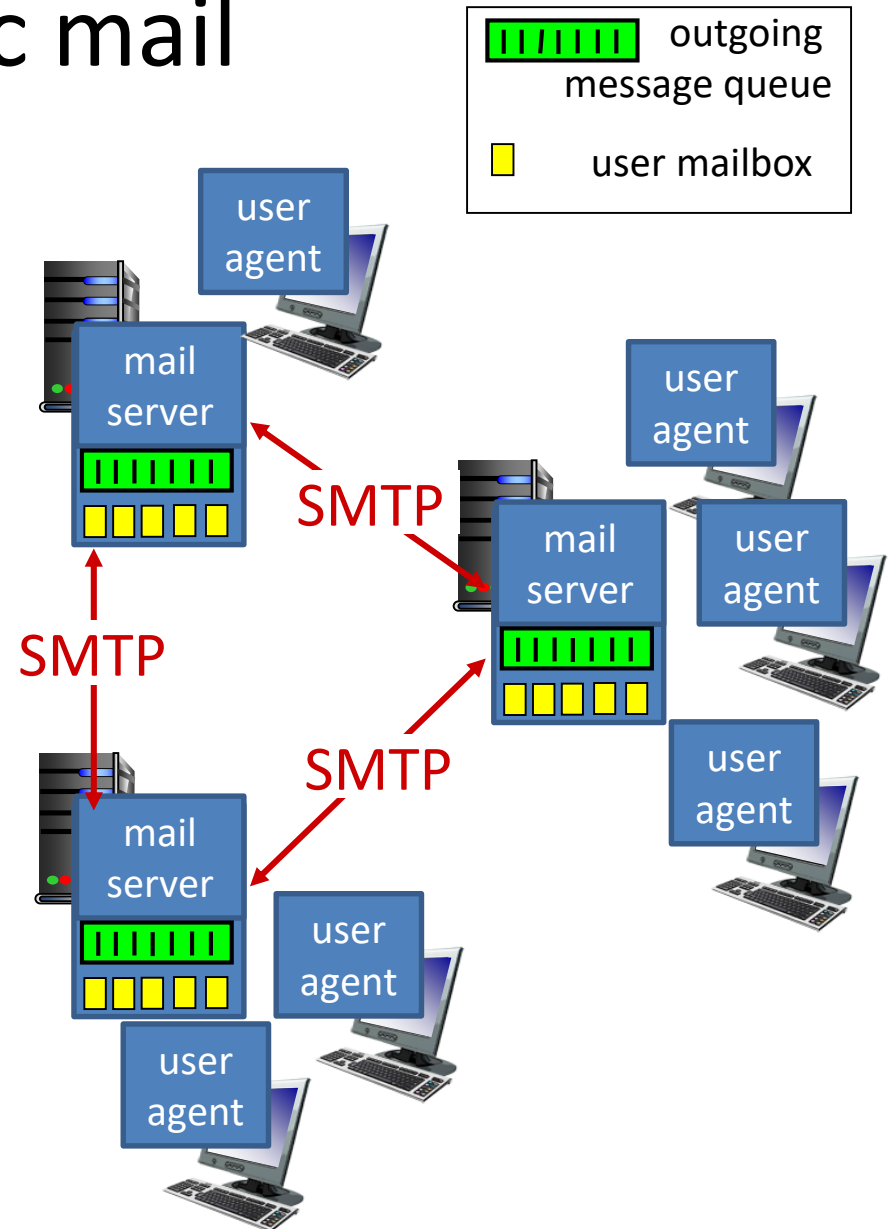 c mail
outgoing
message queue
user mailbox
user
agent
mail
server
SMTP
user
agent
mail
server
user
agent
SMTP
SMTP
user
agent
mail
server
user
agent
user
agent